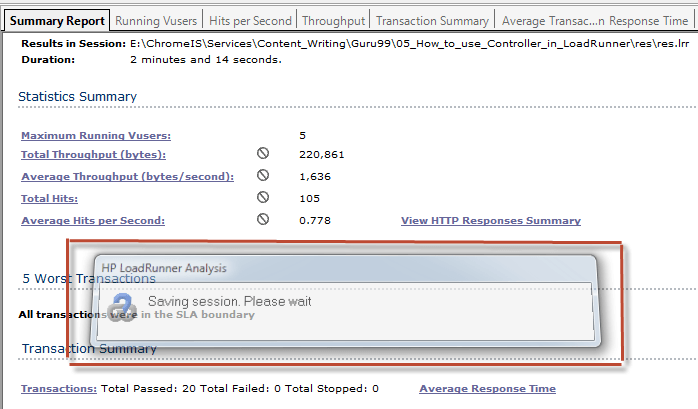 Summary Report Running Vusers Hits per Second Throughput Transaction Summary Average Transac...n Response Time
Results in Session: E:\ChromeIS\Services\Content_Writing\Guru99\05_How_to_use_Controller_in_LoadRunner\res\res.lrr
Duration: 2 minutes and 14 seconds.
Statistics Summary
Maximum Running Vusers: 5
Total Throughput (bytes): 220,861
Average Throughput (bytes/second): 1,636
Total Hits: 105
Average Hits per Second: 0.778 View HTTP Responses Summary
HP LoadRunner Analysis
5 Worst Transactions
Saving session. Please wait
All transactions were in the SLA boundary
Transaction Summary
Transactions: Total Passed: 20 Total Failed: 0 Total Stopped: 0 Average Response Time